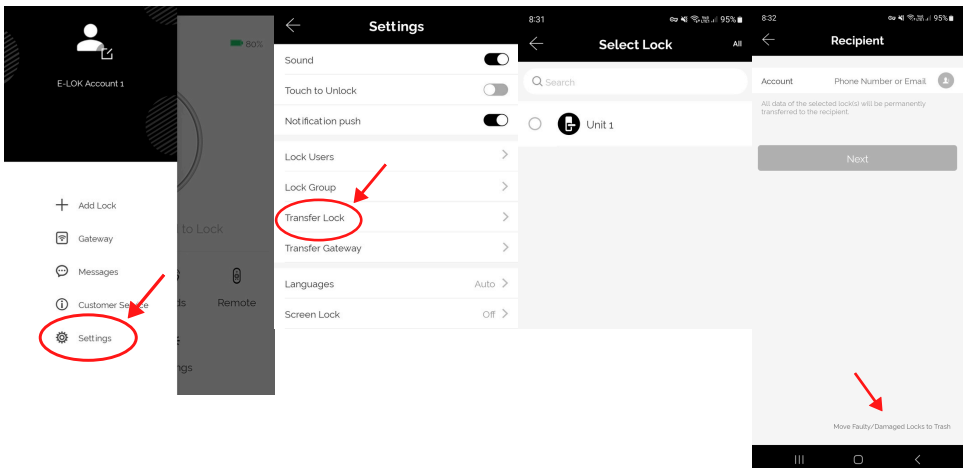 E-LOK Account 1
Add Lock
Gateway
Messages
Customer Service
Settings
80%
to Lock
Remote
Settings
Sound
Touch to Unlock
Notification push
Lock Users
Lock Group
Transfer Lock
Transfer Gateway
Languages Auto
Screen Lock Off
8:31 95%
Select Lock All
Search
Unit 1
8:32 95%
Recipient
Account Phone Number or Email
All data of the selected lock(s) will be permanently
transferred to the recipient.
Next
Move Faulty/Damaged Locks to Trash